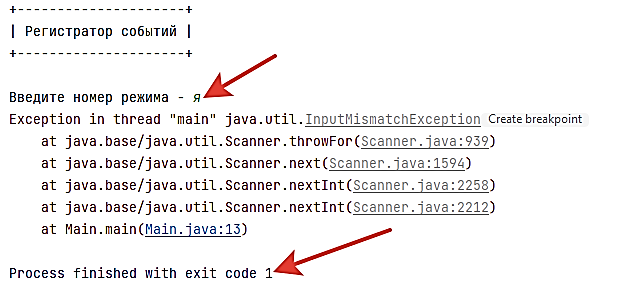 +---------------------+
| Регистратор событий |
+---------------------+
Введите номер режима - я
Exception in thread "main" java.util.InputMismatchException Create breakpoint
at java.base/java.util.Scanner.throwFor(Scanner.java:939)
at java.base/java.util.Scanner.next(Scanner.java:1594)
at java.base/java.util.Scanner.nextInt(Scanner.java:2258)
at java.base/java.util.Scanner.nextInt(Scanner.java:2212)
at Main.main(Main.java:13)
Process finished with exit code 1